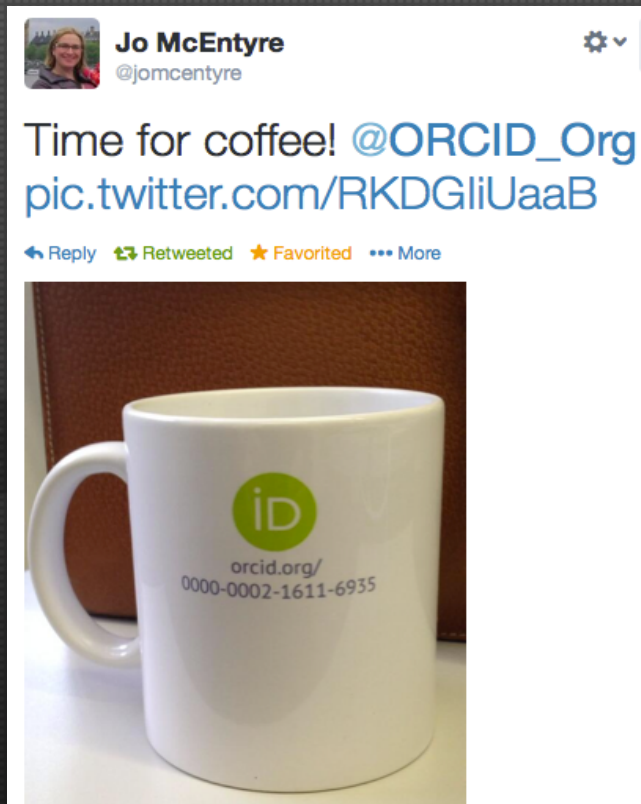 Jo McEntyre
@jomcentyre
Time for coffee! @ORCID_Org
pic.twitter.com/RKDGliUaaB
Reply Retweeted Favorited More
iD
orcid.org/
0000-0002-1611-6935